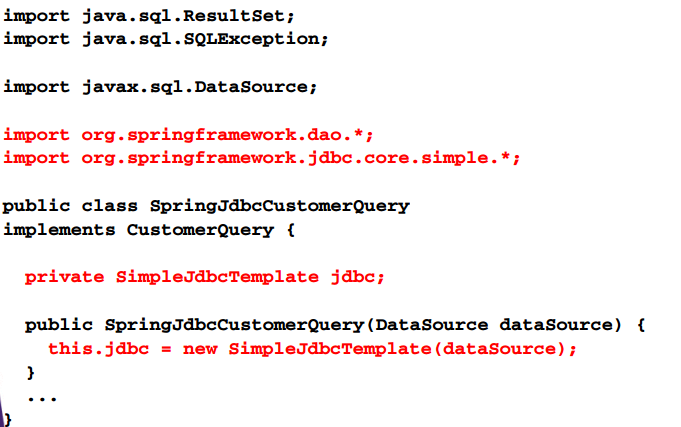 import java.sql.ResultSet;
import java.sql.SQLException;
import javax.sql.DataSource;
import org.springframework.dao.*;
import org.springframework.jdbc.core.simple.*;
public class SpringJdbcCustomerQuery
implements CustomerQuery {
private SimpleJdbcTemplate jdbc;
public SpringJdbcCustomerQuery(DataSource dataSource) {
this.jdbc = new SimpleJdbcTemplate(dataSource);
}
...
}